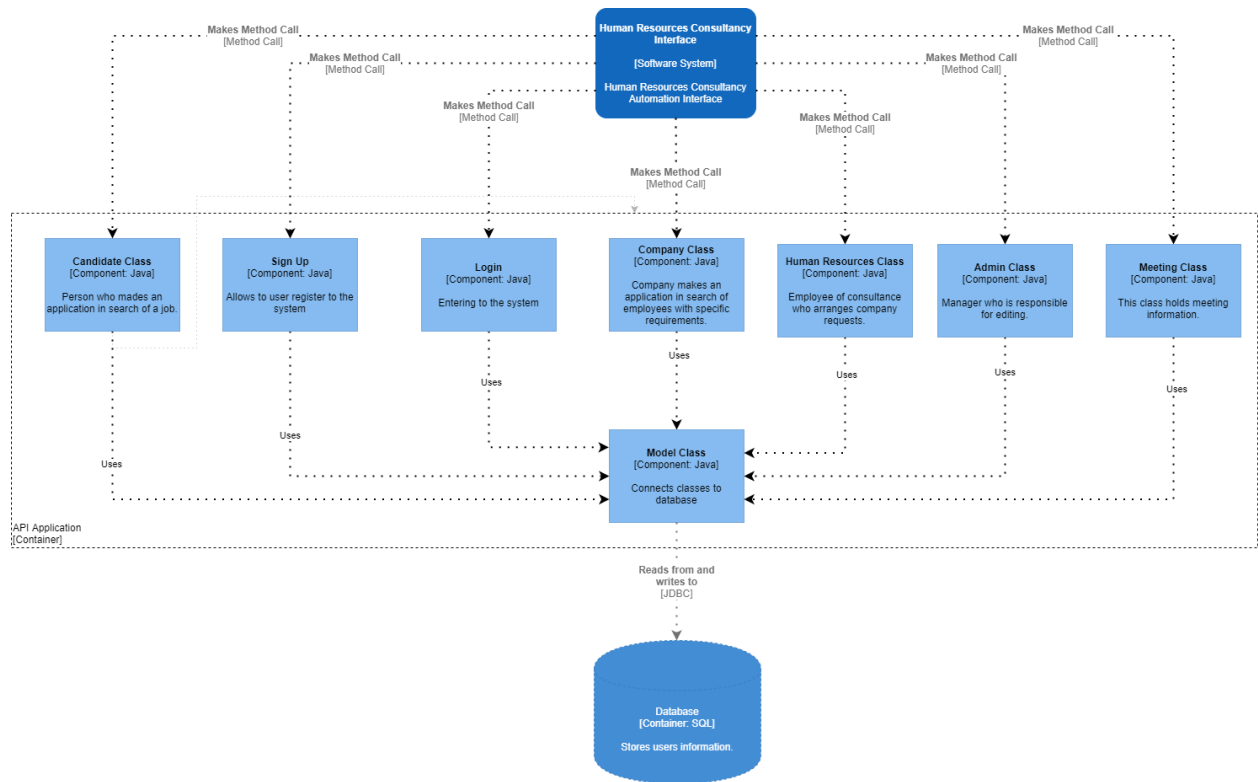 Human Resources Consultancy
Interface
[Software System]
Human Resources Consultancy
Automation Interface
Makes Method Call
[Method Call]
Makes Method Call
[Method Call]
Makes Method Call
[Method Call]
Makes Method Call
[Method Call]
Makes Method Call
[Method Call]
Makes Method Call
[Method Call]
Makes Method Call
[Method Call]
Candidate Class
[Component: Java]
Person who mades an
application in search of a job.
Sign Up
[Component: Java]
Allows to user register to the
system
Login
[Component: Java]
Entering to the system
Company Class
[Component: Java]
Company makes an
application in search of
employees with specific
requirements.
Human Resources Class
[Component: Java]
Employee of consultance
who arranges company
requests.
Admin Class
[Component: Java]
Manager who is responsible
for editing.
Meeting Class
[Component: Java]
This class holds meeting
information.
Uses
Uses
Uses
Uses
Uses
Uses
Uses
Model Class
[Component: Java]
Connects classes to
database
API Application
[Container]
Reads from and
writes to
[JDBC]
Database
[Container: SQL]
Stores users information.